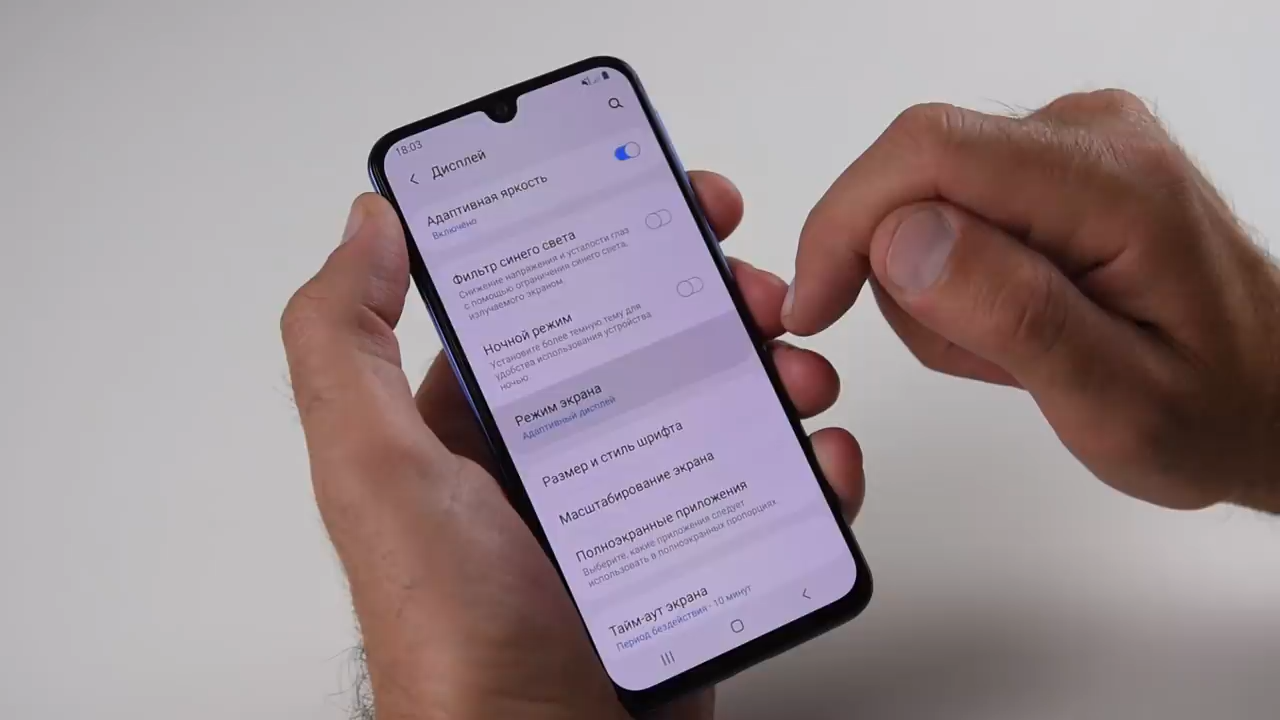 18:03
Дисплей
Адаптивная яркость
Включено
Фильтр синего света
Снижение напряжения и усталости глаз
с помощью ограничения синего света,
излучаемого экраном.
Ночной режим
Установите более темную тему для
удобства использования устройства
ночью
Режим экрана
Адаптивный дисплей
Размер и стиль шрифта
Масштабирование экрана
Полноэкранные приложения
Выберите, какие приложения следует
использовать в полноэкранных пропорциях.
Тайм-аут экрана
Период бездействия - 10 минут